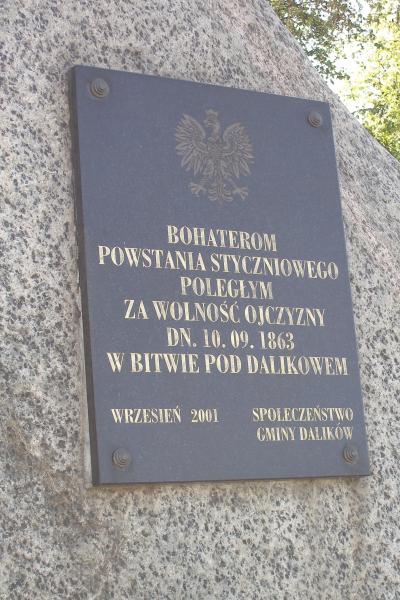 BOHATEROM
POWSTANIA STYCZNIOWEGO
POLEGŁYM
ZA WOLNOŚĆ OJCZYZNY
DN. 10. 09. 1863
W BITWIE POD DALIKOWEM
WRZESIEŃ 2001
SPOŁECZEŃSTWO
GMINY DALIKÓW